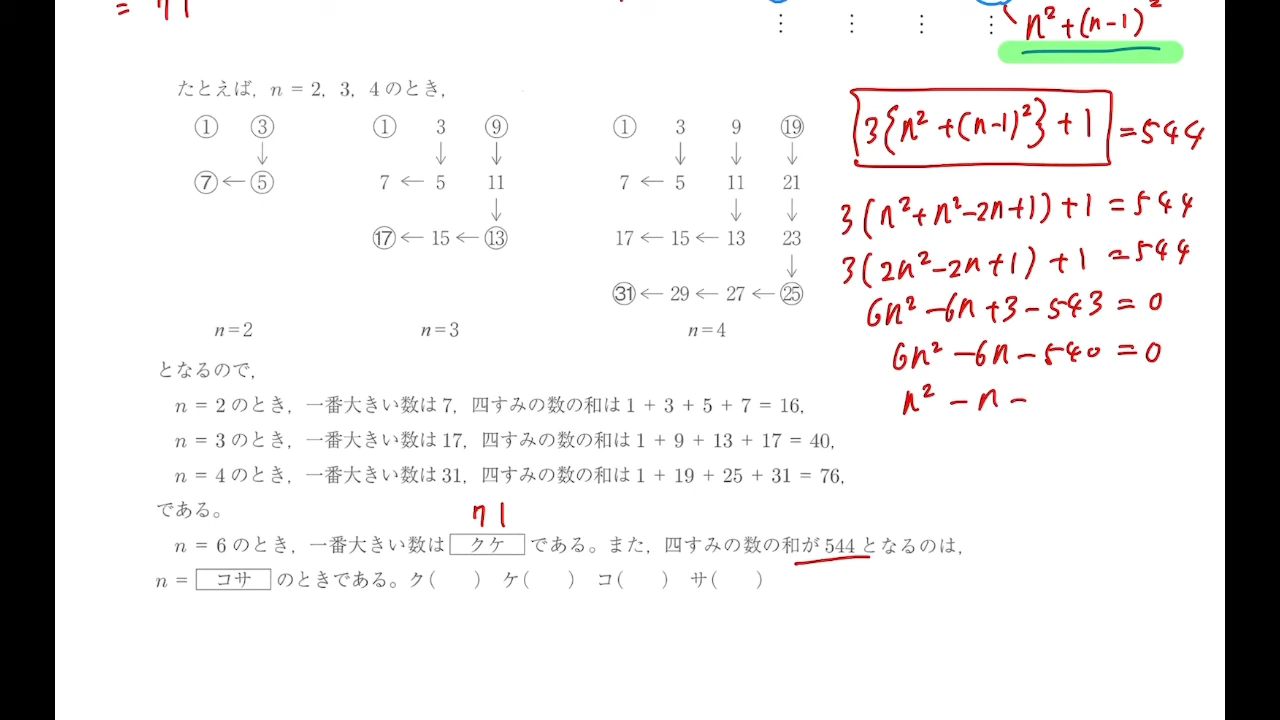 = 71
n² + (n-1)²
⋮ ⋮ ⋮ ⋮
たとえば，n = 2，3，4 のとき，
① ③
↓
⑦ ← ⑤
n=2
① 3 ⑨
↓ ↓
7 ← 5 11
↓
⑰ ← 15 ← ⑬
n=3
① 3 9 ⑲
↓ ↓ ↓
7 ← 5 11 21
↓ ↓
17 ← 15 ← 13 23
↓
㉛ ← 29 ← 27 ← ㉕
n=4
となるので，
n = 2 のとき，一番大きい数は 7，四すみの数の和は 1 + 3 + 5 + 7 = 16，
n = 3 のとき，一番大きい数は 17，四すみの数の和は 1 + 9 + 13 + 17 = 40，
n = 4 のとき，一番大きい数は 31，四すみの数の和は 1 + 19 + 25 + 31 = 76，
である。
71
n = 6 のとき，一番大きい数は クケ である。また，四すみの数の和が 544 となるのは，
n = コサ のときである。ク（ ） ケ（ ） コ（ ） サ（ ）
3{n² + (n-1)²} + 1 = 544
3(n² + n² - 2n + 1) + 1 = 544
3(2n² - 2n + 1) + 1 = 544
6n² - 6n + 3 - 543 = 0
6n² - 6n - 540 = 0
n² - n -